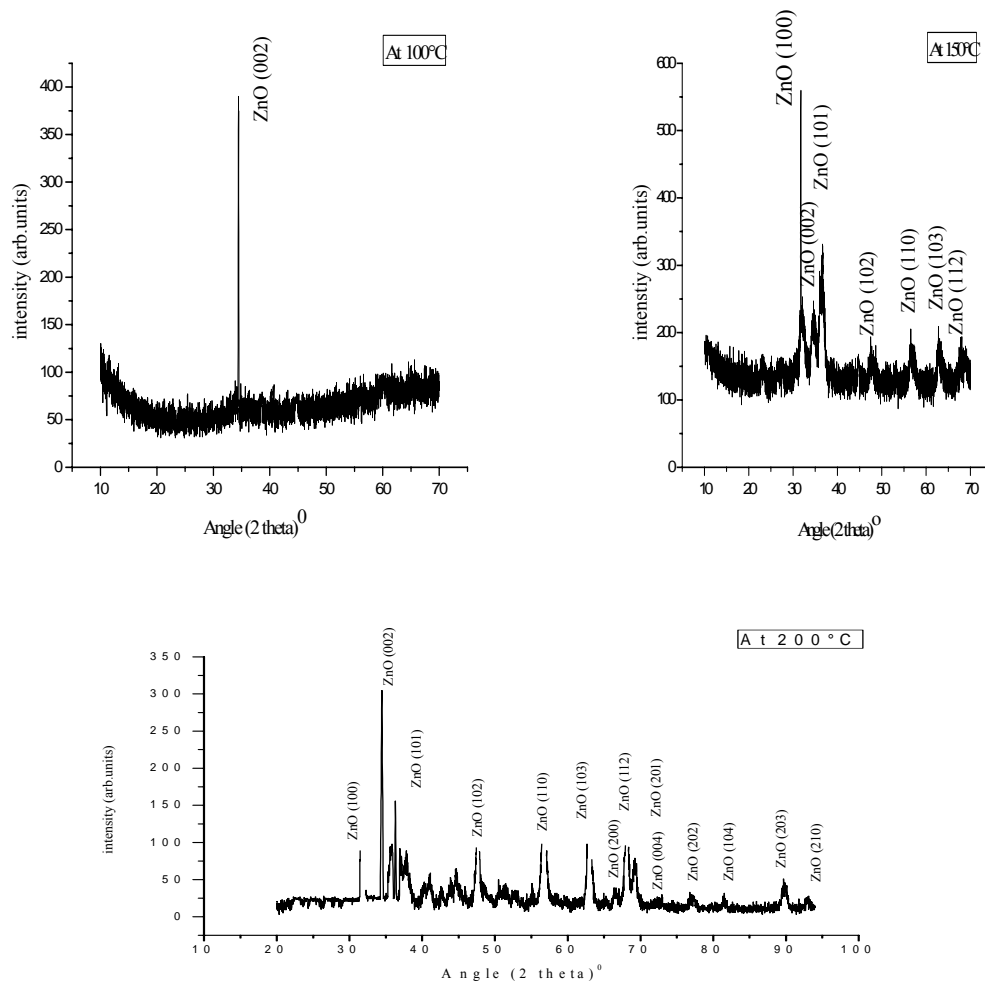 At 100°C
ZnO (002)
400
350
300
250
200
150
100
50
0
intensity (arb.units)
10 20 30 40 50 60 70
Angle (2 theta)0
At 150°C
ZnO (100)
ZnO (101)
ZnO (002)
ZnO (102)
ZnO (110)
ZnO (103)
ZnO (112)
600
500
400
300
200
100
0
intenstiy (arb.units)
10 20 30 40 50 60 70
Angle (2theta)o
At 200°C
ZnO (002)
ZnO (100)
ZnO (101)
ZnO (102)
ZnO (110)
ZnO (103)
ZnO (200)
ZnO (112)
ZnO (201)
ZnO (004)
ZnO (202)
ZnO (104)
ZnO (203)
ZnO (210)
350
300
250
200
150
100
50
0
intensity (arb.units)
10 20 30 40 50 60 70 80 90 100
Angle (2 theta)0